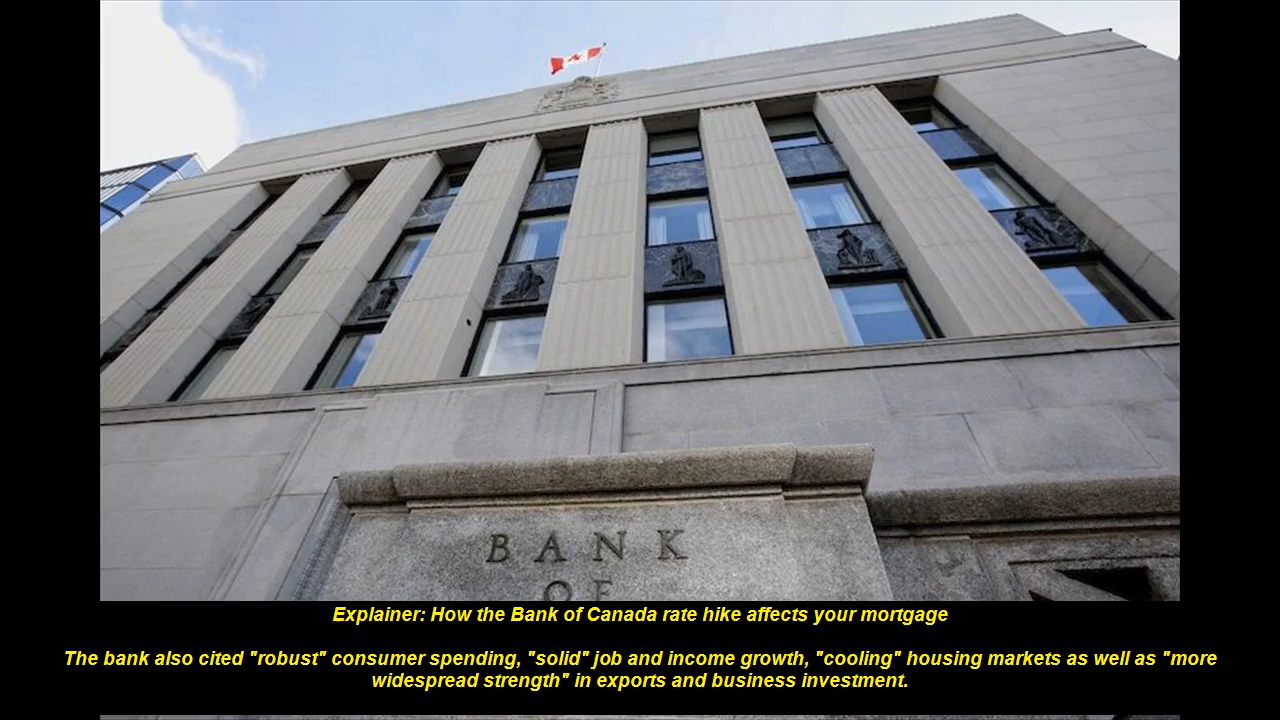 BANK
OF
Explainer: How the Bank of Canada rate hike affects your mortgage
The bank also cited "robust" consumer spending, "solid" job and income growth, "cooling" housing markets as well as "more
widespread strength" in exports and business investment.